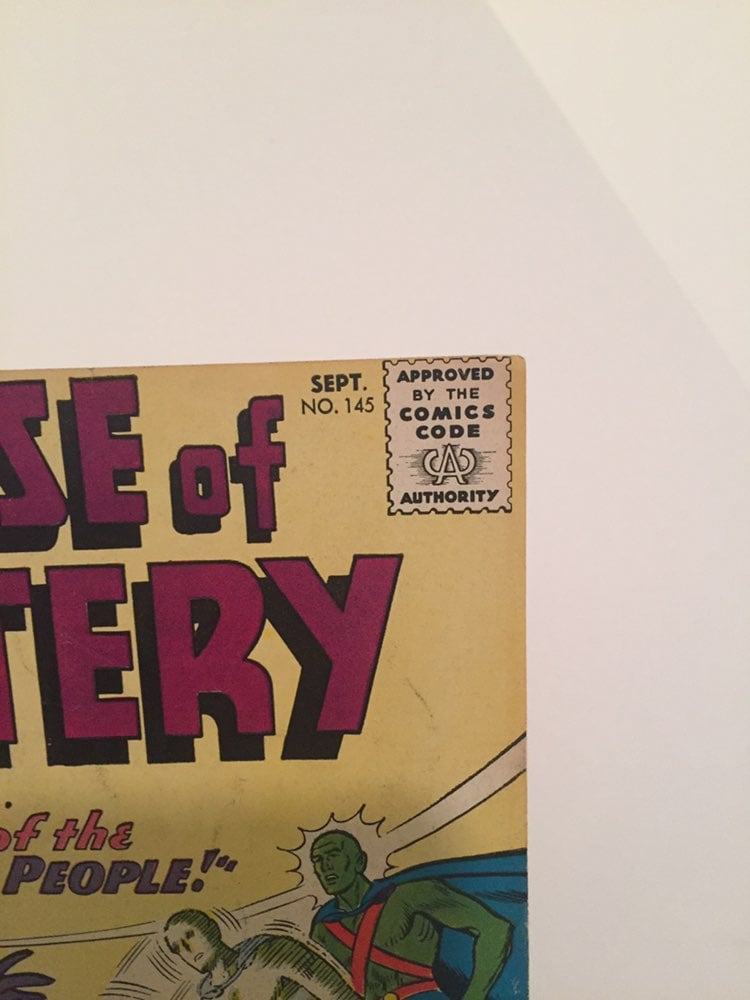 SE of
TERY
SEPT.
NO. 145
APPROVED
BY THE
COMICS
CODE
CA
AUTHORITY
of the
PEOPLE!"